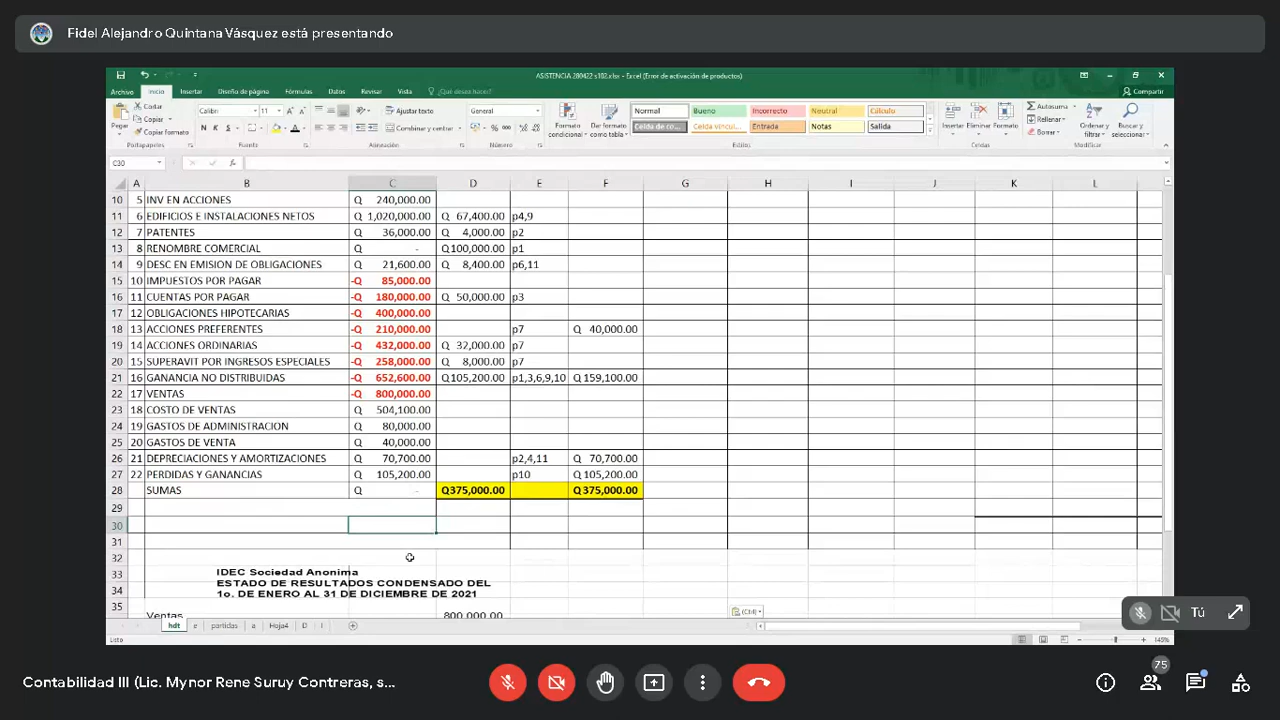 Fidel Alejandro Quintana Vásquez está presentando
ASISTENCIA 280422 s102.xlsx - Excel (Error de activación de productos)
Archivo Inicio Insertar Diseño de página Fórmulas Datos Revisar Vista ¿Qué desea hacer? Compartir
Cortar
Copiar
Pegar
Copiar formato
Portapapeles
Calibri 11
N K S
Fuente
Ajustar texto
Combinar y centrar
Alineación
General
% 000
Número
Formato condicional
Dar formato como tabla
Normal Bueno Incorrecto Neutral Cálculo
Celda de co... Celda vincul... Entrada Notas Salida
Estilos
Insertar Eliminar Formato
Celdas
Autosuma
Rellenar
Borrar
Ordenar y filtrar
Buscar y seleccionar
Modificar
C30 fx
A B C D E F G H I J K L
10 5 INV EN ACCIONES Q 240,000.00
11 6 EDIFICIOS E INSTALACIONES NETOS Q 1,020,000.00 Q 67,400.00 p4,9
12 7 PATENTES Q 36,000.00 Q 4,000.00 p2
13 8 RENOMBRE COMERCIAL Q - Q100,000.00 p1
14 9 DESC EN EMISION DE OBLIGACIONES Q 21,600.00 Q 8,400.00 p6,11
15 10 IMPUESTOS POR PAGAR -Q 85,000.00
16 11 CUENTAS POR PAGAR -Q 180,000.00 Q 50,000.00 p3
17 12 OBLIGACIONES HIPOTECARIAS -Q 400,000.00
18 13 ACCIONES PREFERENTES -Q 210,000.00 p7 Q 40,000.00
19 14 ACCIONES ORDINARIAS -Q 432,000.00 Q 32,000.00 p7
20 15 SUPERAVIT POR INGRESOS ESPECIALES -Q 258,000.00 Q 8,000.00 p7
21 16 GANANCIA NO DISTRIBUIDAS -Q 652,600.00 Q105,200.00 p1,3,6,9,10 Q 159,100.00
22 17 VENTAS -Q 800,000.00
23 18 COSTO DE VENTAS Q 504,100.00
24 19 GASTOS DE ADMINISTRACION Q 80,000.00
25 20 GASTOS DE VENTA Q 40,000.00
26 21 DEPRECIACIONES Y AMORTIZACIONES Q 70,700.00 p2,4,11 Q 70,700.00
27 22 PERDIDAS Y GANANCIAS Q 105,200.00 p10 Q 105,200.00
28 SUMAS Q - Q375,000.00 Q 375,000.00
29
30
31
32
33 IDEC Sociedad Anonima
ESTADO DE RESULTADOS CONDENSADO DEL
34 1o. DE ENERO AL 31 DE DICIEMBRE DE 2021
35 Ventas 800,000.00
(Ctrl)
hdt partidas a Hoja4 D I
Listo 145%
Tú
Contabilidad III (Lic. Mynor Rene Suruy Contreras, s...
75